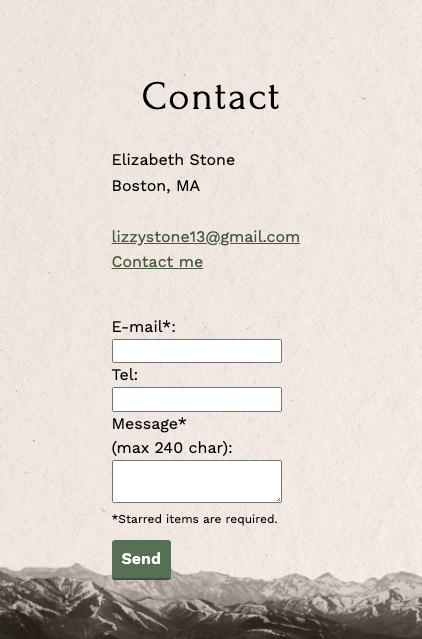 Contact
Elizabeth Stone
Boston, MA
lizzystone13@gmail.com
Contact me
E-mail*:
Tel:
Message*
(max 240 char):
*Starred items are required.
Send